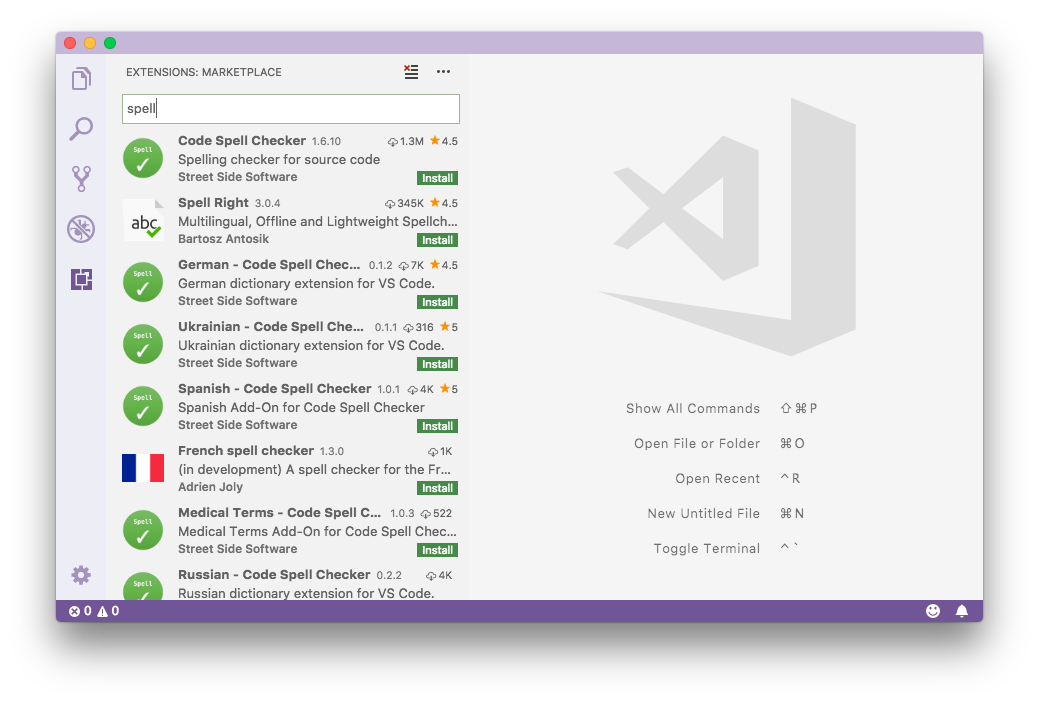 EXTENSIONS: MARKETPLACE
spell
Spell
Code Spell Checker 1.6.10 1.3M 4.5
Spelling checker for source code
Street Side Software Install
abc
Spell Right 3.0.4 345K 4.5
Multilingual, Offline and Lightweight Spellch...
Bartosz Antosik Install
Spell
German - Code Spell Chec... 0.1.2 7K 4.5
German dictionary extension for VS Code.
Street Side Software Install
Spell
Ukrainian - Code Spell Che... 0.1.1 316 5
Ukrainian dictionary extension for VS Code.
Street Side Software Install
Spell
Spanish - Code Spell Checker 1.0.1 4K 5
Spanish Add-On for Code Spell Checker
Street Side Software Install
French spell checker 1.3.0 1K
(in development) A spell checker for the Fr...
Adrien Joly Install
Spell
Medical Terms - Code Spell C... 1.0.3 522
Medical Terms Add-On for Code Spell Chec...
Street Side Software Install
Spell
Russian - Code Spell Checker 0.2.2 4K
Russian dictionary extension for VS Code.
Show All Commands ⇧⌘P
Open File or Folder ⌘O
Open Recent ^R
New Untitled File ⌘N
Toggle Terminal ^`
0 0